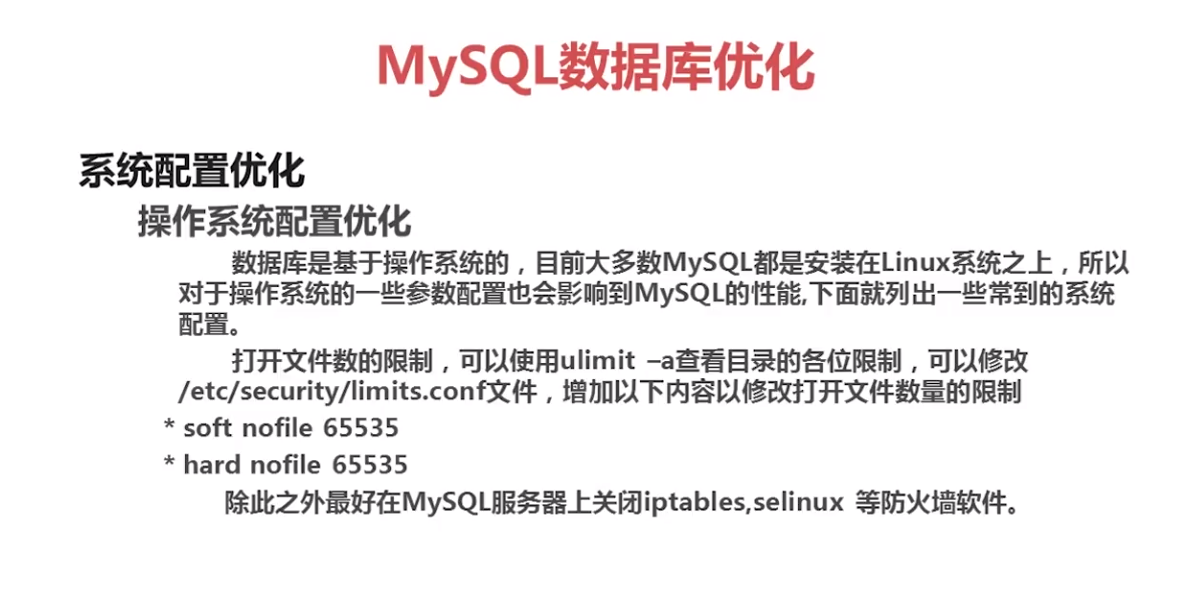 MySQL数据库优化
系统配置优化
操作系统配置优化
数据库是基于操作系统的，目前大多数MySQL都是安装在Linux系统之上，所以
对于操作系统的一些参数配置也会影响到MySQL的性能,下面就列出一些常到的系统
配置。
打开文件数的限制，可以使用ulimit –a查看目录的各位限制，可以修改
/etc/security/limits.conf文件，增加以下内容以修改打开文件数量的限制
* soft nofile 65535
* hard nofile 65535
除此之外最好在MySQL服务器上关闭iptables,selinux 等防火墙软件。